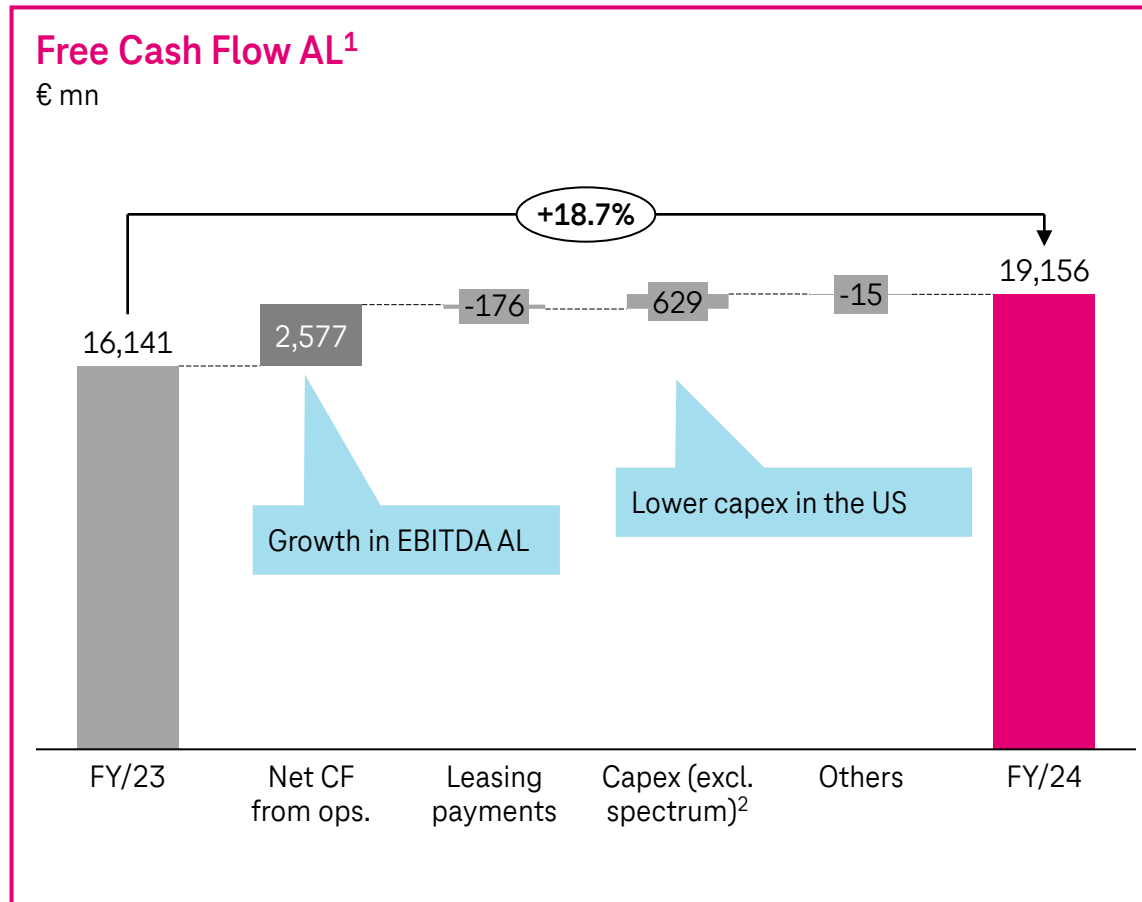 Free Cash Flow AL¹
€ mn
+18.7%
16,141
2,577
-176
629
-15
19,156
Growth in EBITDA AL
Lower capex in the US
FY/23
Net CF
from ops.
Leasing
payments
Capex (excl.
spectrum)²
Others
FY/24